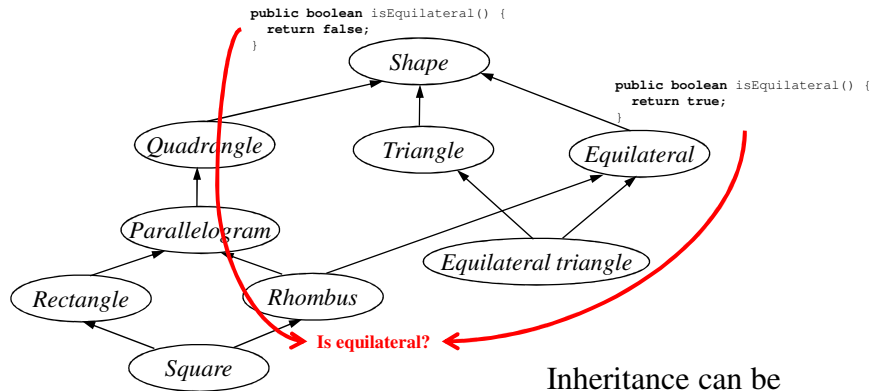 public boolean isEquilateral() {
return false;
}
Shape
public boolean isEquilateral() {
return true;
}
Quadrangle
Triangle
Equilateral
Parallelogram
Equilateral triangle
Rectangle
Rhombus
Is equilateral?
Square
Inheritance can be